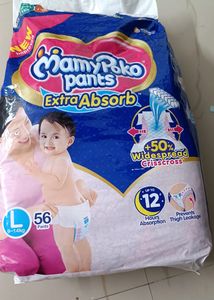 NEW
MamyPoko
pants
Extra Absorb
+50%
Widespread
Crisscross
UP TO
12
Hours
Absorption
Prevents
Thigh Leakage
L
9-14kg
56
Pants